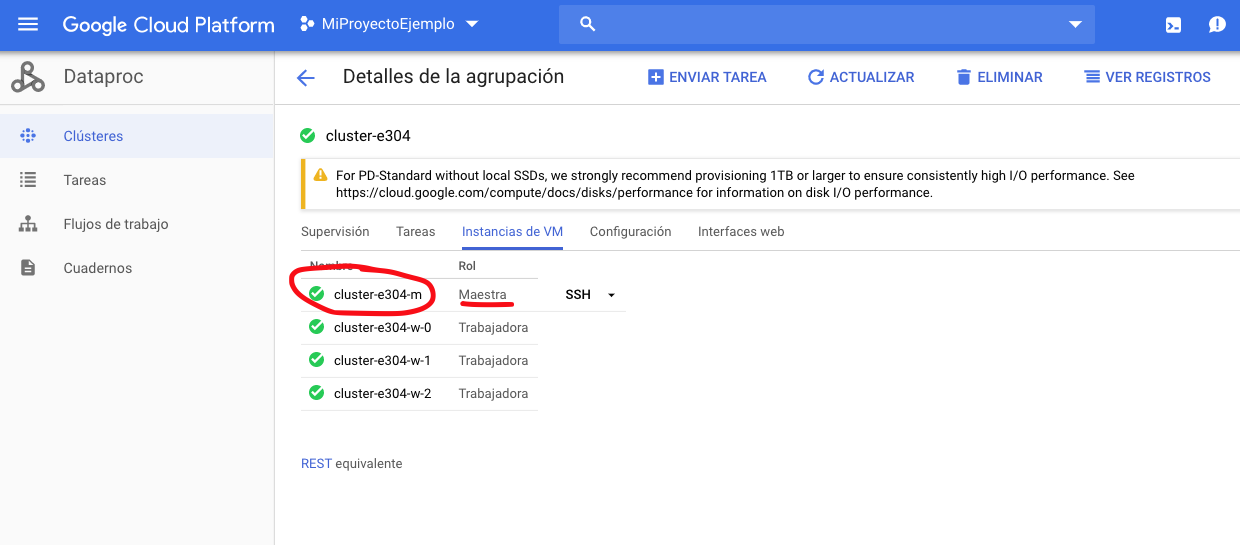 Google Cloud Platform MiProyectoEjemplo
Dataproc
Detalles de la agrupación ENVIAR TAREA ACTUALIZAR ELIMINAR VER REGISTROS
Clústeres
Tareas
Flujos de trabajo
Cuadernos
cluster-e304
For PD-Standard without local SSDs, we strongly recommend provisioning 1TB or larger to ensure consistently high I/O performance. See
https://cloud.google.com/compute/docs/disks/performance for information on disk I/O performance.
Supervisión Tareas Instancias de VM Configuración Interfaces web
Nombre Rol
cluster-e304-m Maestra SSH
cluster-e304-w-0 Trabajadora
cluster-e304-w-1 Trabajadora
cluster-e304-w-2 Trabajadora
REST equivalente